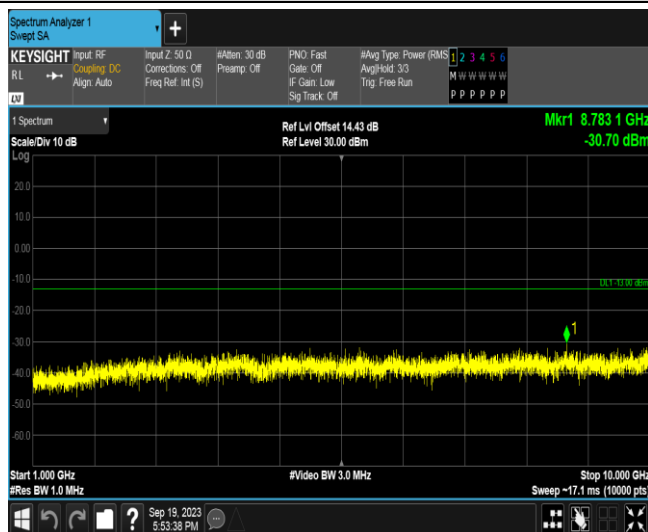 Spectrum Analyzer 1
Swept SA
+
KEYSIGHT
RL
Input: RF
Coupling: DC
Align: Auto
Input Z: 50 Ω
Corrections: Off
Freq Ref: Int (S)
#Atten: 30 dB
Preamp: Off
PNO: Fast
Gate: Off
IF Gain: Low
Sig Track: Off
#Avg Type: Power (RMS
Avg|Hold: 3/3
Trig: Free Run
1 2 3 4 5 6
M W W W W W
P P P P P P
LXI
1 Spectrum
Scale/Div 10 dB
Ref Lvl Offset 14.43 dB
Ref Level 30.00 dBm
Mkr1 8.783 1 GHz
-30.70 dBm
Log
20.0
10.0
0.00
-10.0
DL1 -13.00 dBm
-20.0
-30.0
1
-40.0
-50.0
-60.0
Start 1.000 GHz
#Res BW 1.0 MHz
#Video BW 3.0 MHz
Stop 10.000 GHz
Sweep ~17.1 ms (10000 pts)
?
Sep 19, 2023
5:53:38 PM